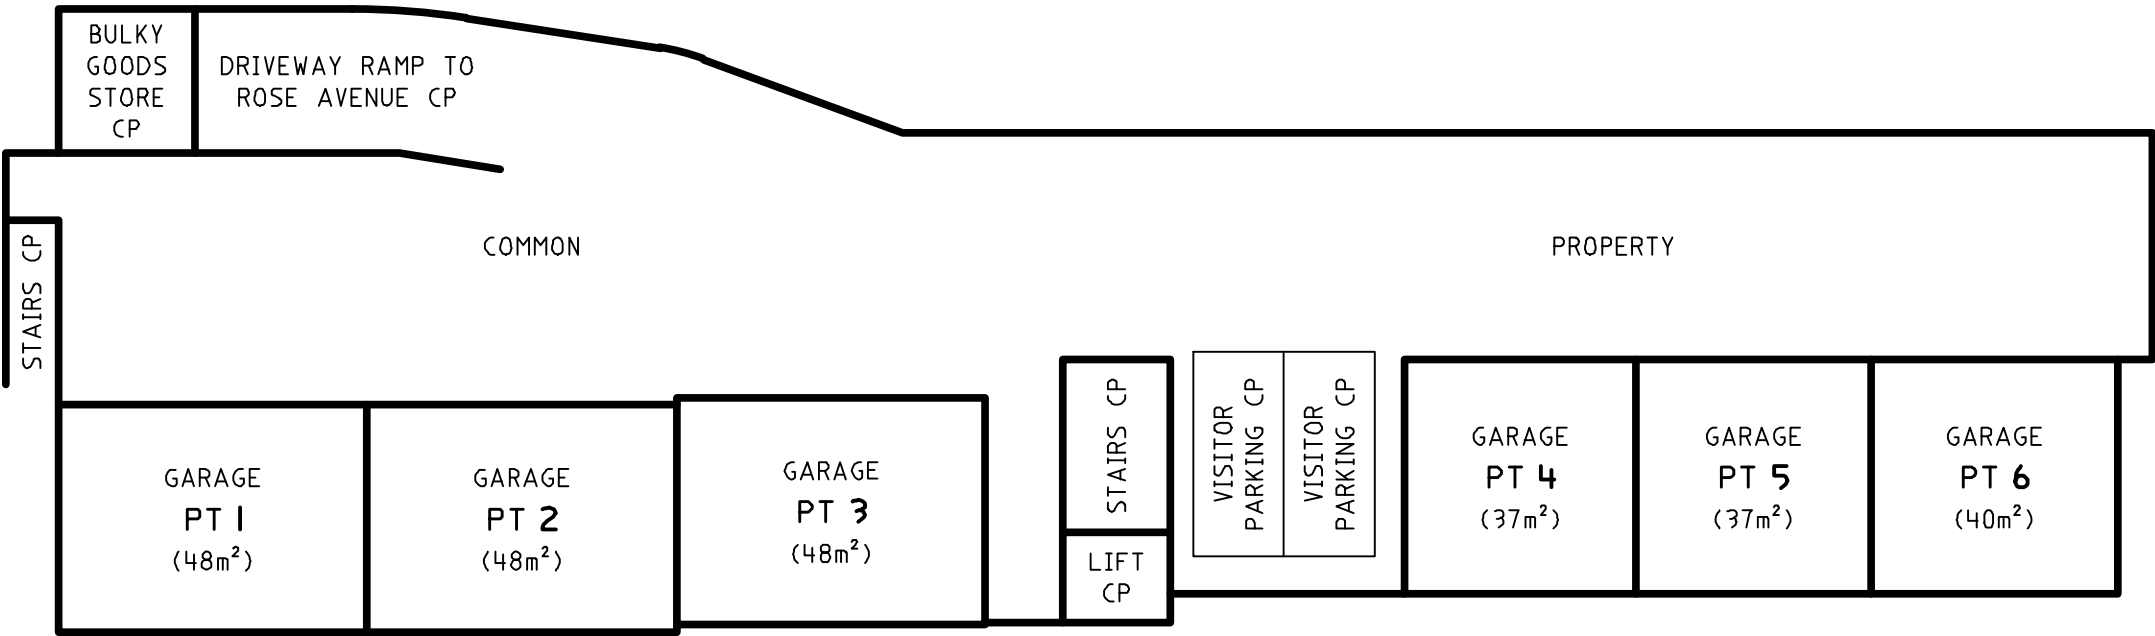 BULKY
GOODS
STORE
CP
DRIVEWAY RAMP TO
ROSE AVENUE CP
STAIRS CP
COMMON
PROPERTY
GARAGE
PT 1
(48m²)
GARAGE
PT 2
(48m²)
GARAGE
PT 3
(48m²)
STAIRS CP
LIFT
CP
VISITOR
PARKING CP
VISITOR
PARKING CP
GARAGE
PT 4
(37m²)
GARAGE
PT 5
(37m²)
GARAGE
PT 6
(40m²)